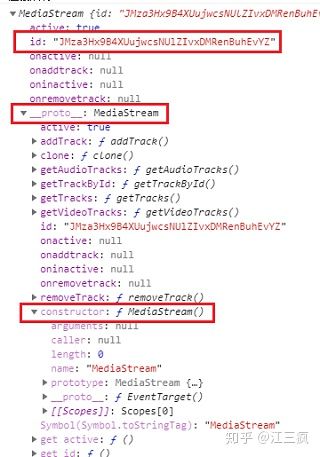 ▼ MediaStream {id: "JMza3Hx9B4XUujwcsNUlZIvxDMRenBuhEvYZ
active: true
id: "JMza3Hx9B4XUujwcsNUlZIvxDMRenBuhEvYZ"
onactive: null
onaddtrack: null
oninactive: null
onremovetrack: null
▼ __proto__: MediaStream
active: true
▶ addTrack: ƒ addTrack()
▶ clone: ƒ clone()
▶ getAudioTracks: ƒ getAudioTracks()
▶ getTrackById: ƒ getTrackById()
▶ getTracks: ƒ getTracks()
▶ getVideoTracks: ƒ getVideoTracks()
id: "JMza3Hx9B4XUujwcsNUlZIvxDMRenBuhEvYZ"
onactive: null
onaddtrack: null
oninactive: null
onremovetrack: null
▶ removeTrack: ƒ removeTrack()
▼ constructor: ƒ MediaStream()
arguments: null
caller: null
length: 0
name: "MediaStream"
▶ prototype: MediaStream {…}
▶ __proto__: ƒ EventTarget()
▶ [[Scopes]]: Scopes[0]
Symbol(Symbol.toStringTag): "MediaStream"
▶ get active: ƒ ()
▶ get id: ƒ ()
知乎 @江三疯